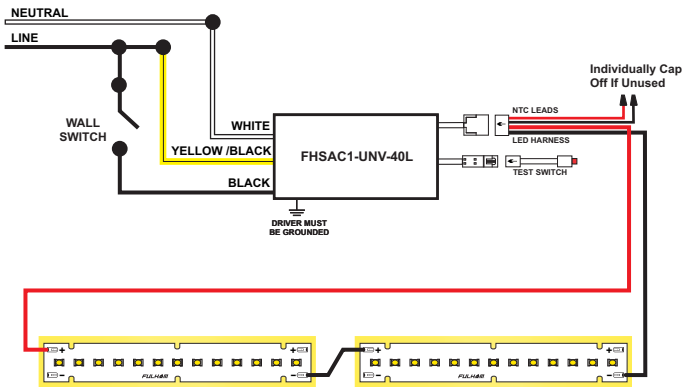 NEUTRAL
LINE
WALL
SWITCH
WHITE
YELLOW /BLACK
BLACK
FHSAC1-UNV-40L
DRIVER MUST
BE GROUNDED
Individually Cap
Off If Unused
NTC LEADS
LED HARNESS
TEST SWITCH
+ +
FULHAM
- -
+ +
FULHAM
- -